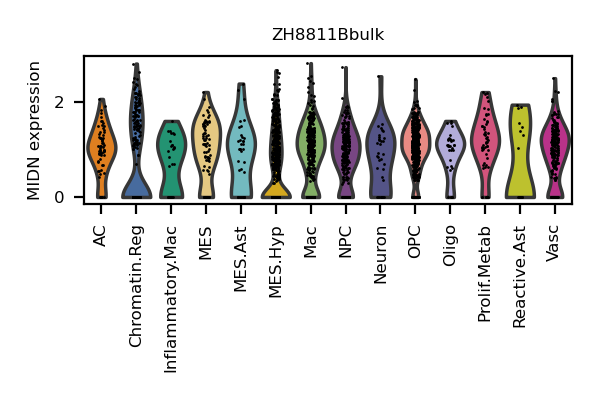 ZH8811Bbulk
MIDN expression
2
0
AC
Chromatin.Reg
Inflammatory.Mac
MES
MES.Ast
MES.Hyp
Mac
NPC
Neuron
OPC
Oligo
Prolif.Metab
Reactive.Ast
Vasc